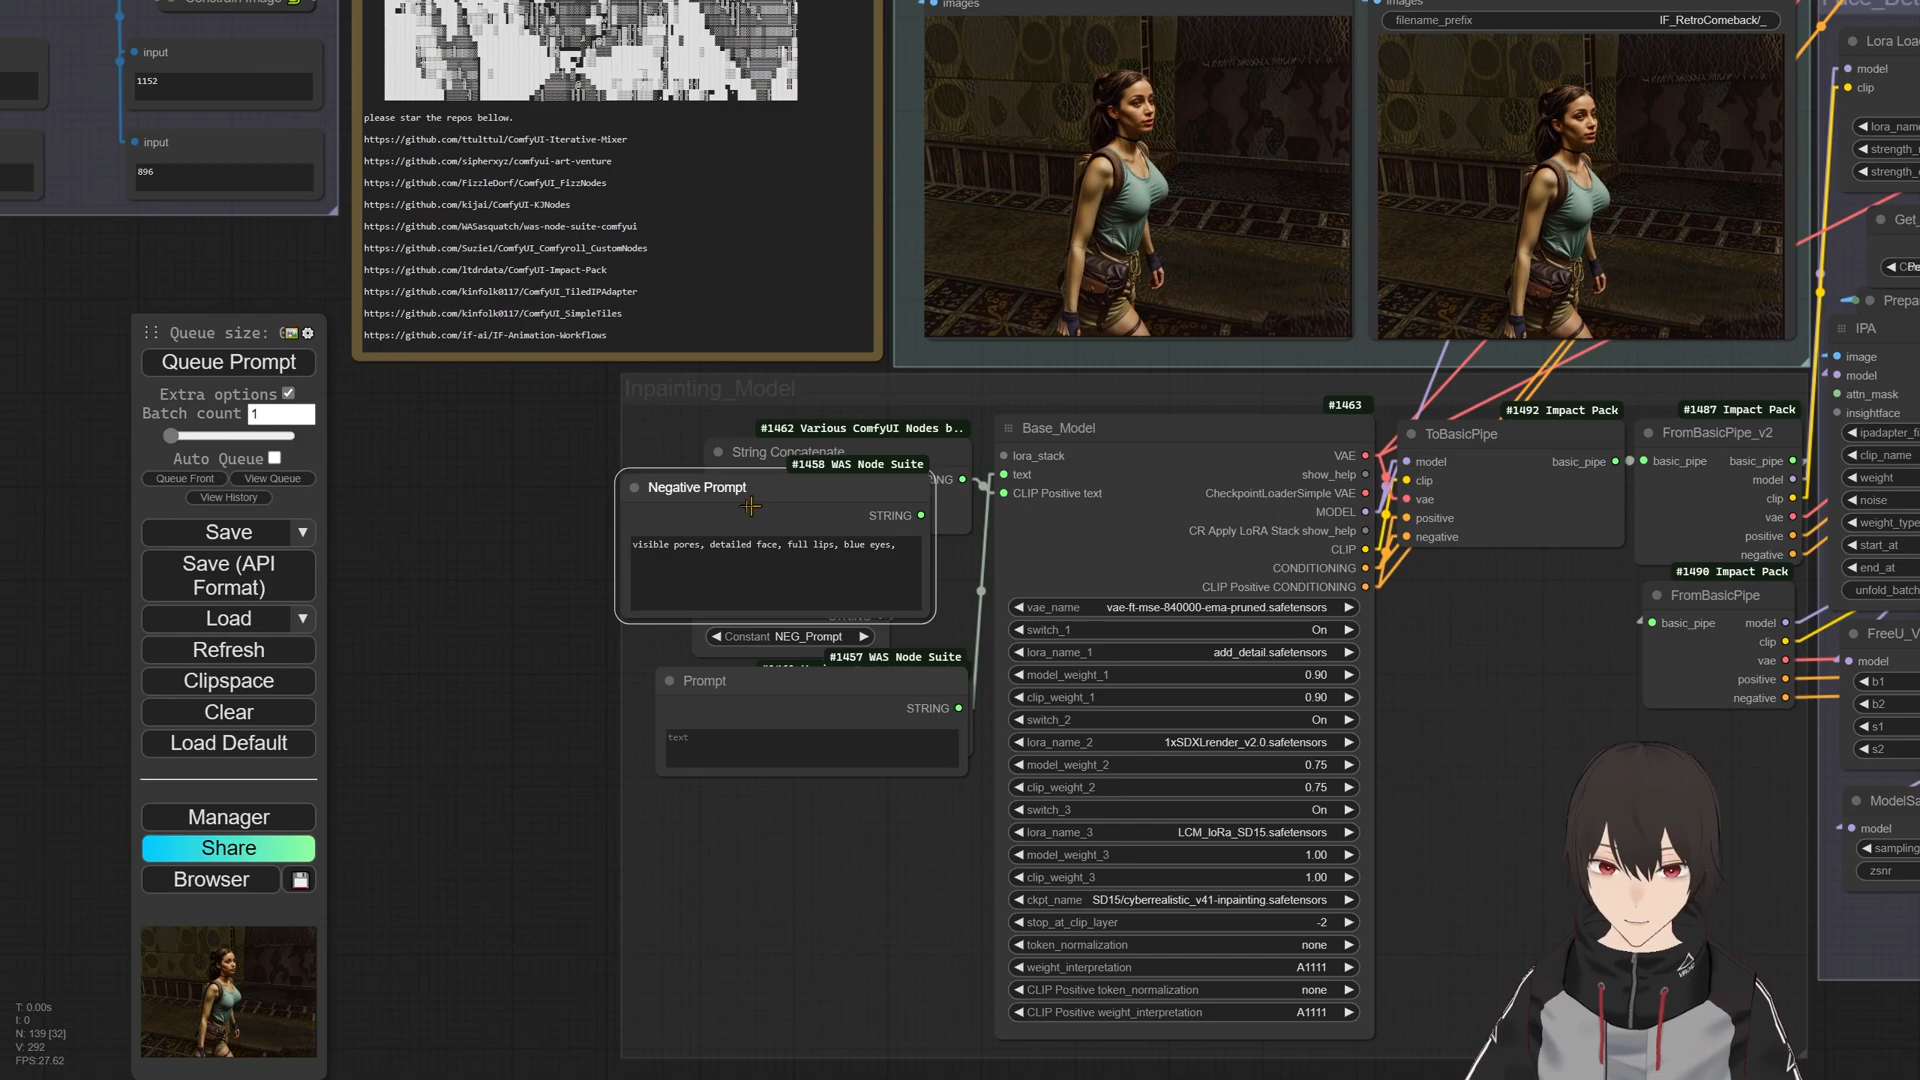 Constrain Image
input
1152
input
896
please star the repos bellow.
https://github.com/ttulttul/ComfyUI-Iterative-Mixer
https://github.com/sipherxyz/comfyui-art-venture
https://github.com/FizzleDorf/ComfyUI_FizzNodes
https://github.com/kijai/ComfyUI-KJNodes
https://github.com/WASasquatch/was-node-suite-comfyui
https://github.com/Suzie1/ComfyUI_Comfyroll_CustomNodes
https://github.com/ltdrdata/ComfyUI-Impact-Pack
https://github.com/kinfolk0117/ComfyUI_TiledIPAdapter
https://github.com/kinfolk0117/ComfyUI_SimpleTiles
https://github.com/if-ai/IF-Animation-Workflows
images
images
filename_prefix IF_RetroComeback/_
Queue size:
Queue Prompt
Extra options
Batch count 1
Auto Queue
Queue Front View Queue
View History
Save
Save (API
Format)
Load
Refresh
Clipspace
Clear
Load Default
Manager
Share
Browser
T: 0.00s
I: 0
N: 139 [32]
V: 292
FPS:27.62
Inpainting_Model
#1462 Various ComfyUI Nodes b..
String Concatenate
#1458 WAS Node Suite
Negative Prompt
STRING
visible pores, detailed face, full lips, blue eyes,
Constant NEG_Prompt
#1457 WAS Node Suite
Prompt
STRING
text
#1463
Base_Model
lora_stack VAE
text show_help
CLIP Positive text CheckpointLoaderSimple VAE
MODEL
CR Apply LoRA Stack show_help
CLIP
CONDITIONING
CLIP Positive CONDITIONING
vae_name vae-ft-mse-840000-ema-pruned.safetensors
switch_1 On
lora_name_1 add_detail.safetensors
model_weight_1 0.90
clip_weight_1 0.90
switch_2 On
lora_name_2 1xSDXLrender_v2.0.safetensors
model_weight_2 0.75
clip_weight_2 0.75
switch_3 On
lora_name_3 LCM_loRa_SD15.safetensors
model_weight_3 1.00
clip_weight_3 1.00
ckpt_name SD15/cyberrealistic_v41-inpainting.safetensors
stop_at_clip_layer -2
token_normalization none
weight_interpretation A1111
CLIP Positive token_normalization none
CLIP Positive weight_interpretation A1111
#1492 Impact Pack
ToBasicPipe
model basic_pipe
clip
vae
positive
negative
#1487 Impact Pack
FromBasicPipe_v2
basic_pipe basic_pipe
model
clip
vae
positive
negative
#1490 Impact Pack
FromBasicPipe
basic_pipe model
clip
vae
positive
negative
Lora Loa
model
clip
lora_name
strength_
strength_
Get_
Prepa
IPA
image
model
attn_mask
insightface
ipadapter_fi
clip_name
weight
noise
weight_type
start_at
end_at
unfold_batch
FreeU_V
model
b1
b2
s1
s2
ModelSa
model
sampling
zsnr